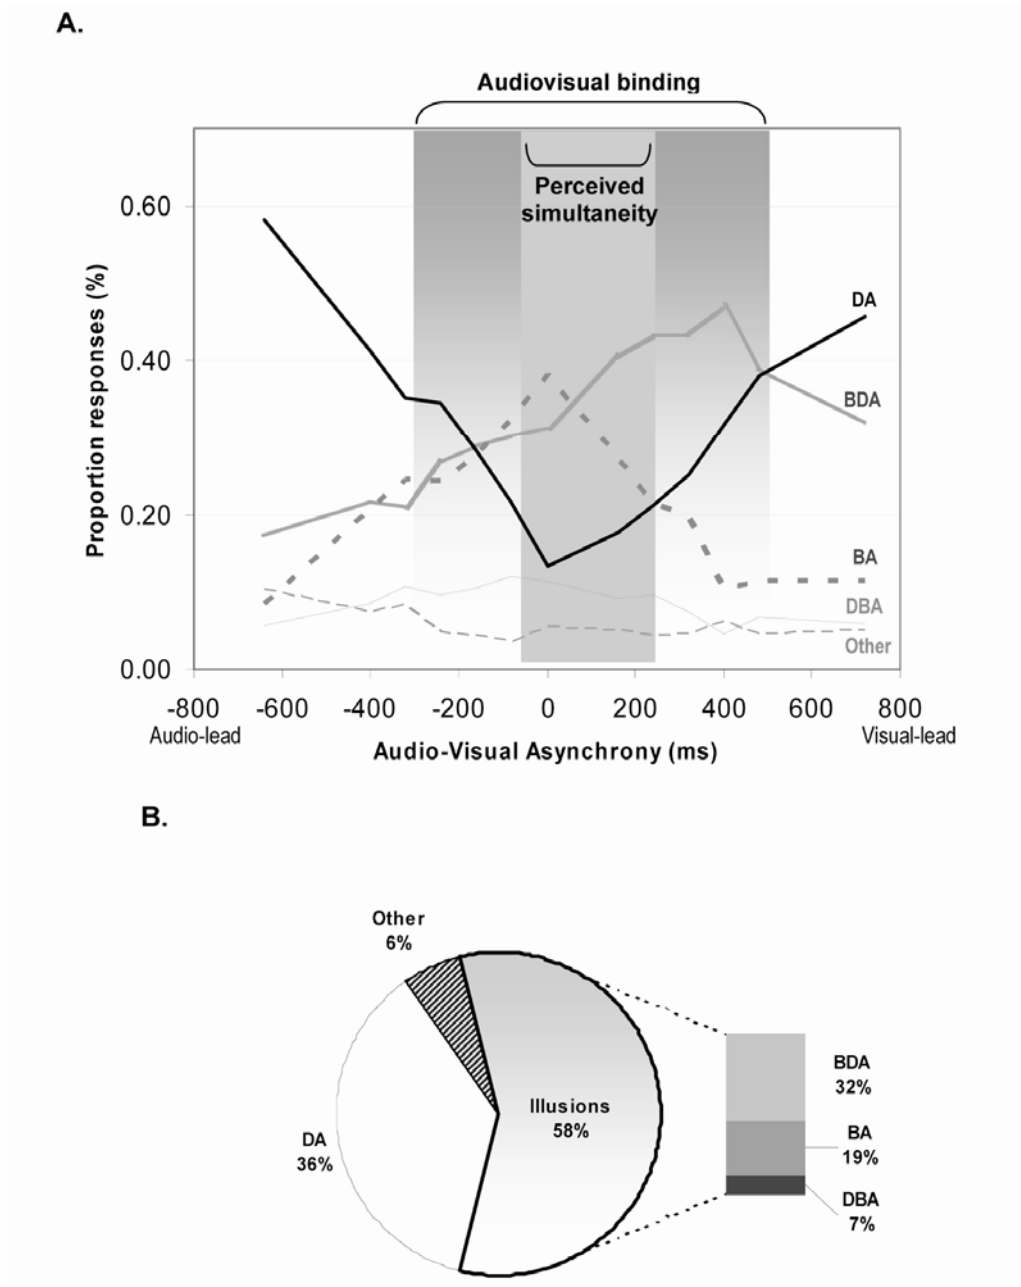 A.
Audiovisual binding
Perceived
simultaneity
Proportion responses (%)
0.60
0.40
0.20
0.00
DA
BDA
BA
DBA
Other
-800 -600 -400 -200 0 200 400 600 800
Audio-lead Visual-lead
Audio-Visual Asynchrony (ms)
B.
Other
6%
Illusions
58%
DA
36%
BDA
32%
BA
19%
DBA
7%